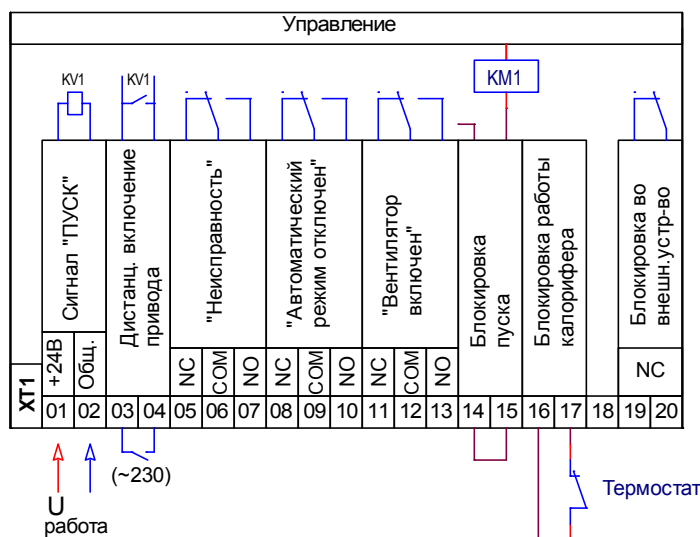 Управление
KV1
KV1
KM1
Сигнал "ПУСК"
Дистанц. включение
привода
"Неисправность"
"Автоматический
режим отключен"
"Вентилятор
включен"
Блокировка
пуска
Блокировка работы
калорифера
Блокировка во
внешн.устр-во
XT1
+24В
Общ.
NC
COM
NO
NC
COM
NO
NC
COM
NO
NC
01 02 03 04 05 06 07 08 09 10 11 12 13 14 15 16 17 18 19 20
(~230)
U
работа
Термостат